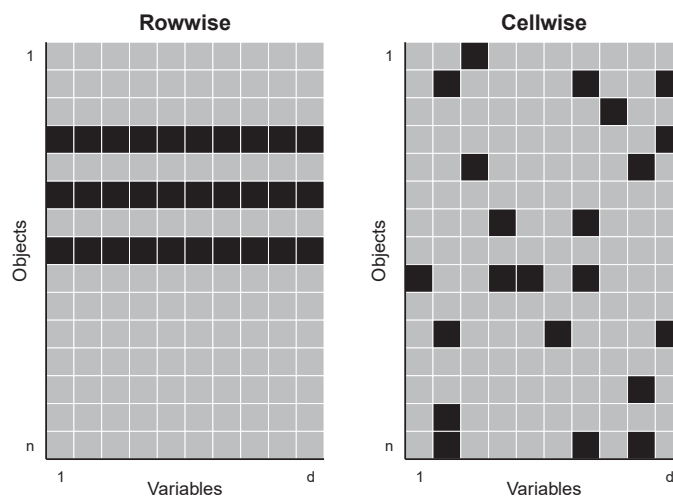 Rowwise
1
Objects
n
1
d
Variables
Cellwise
1
Objects
n
1
d
Variables